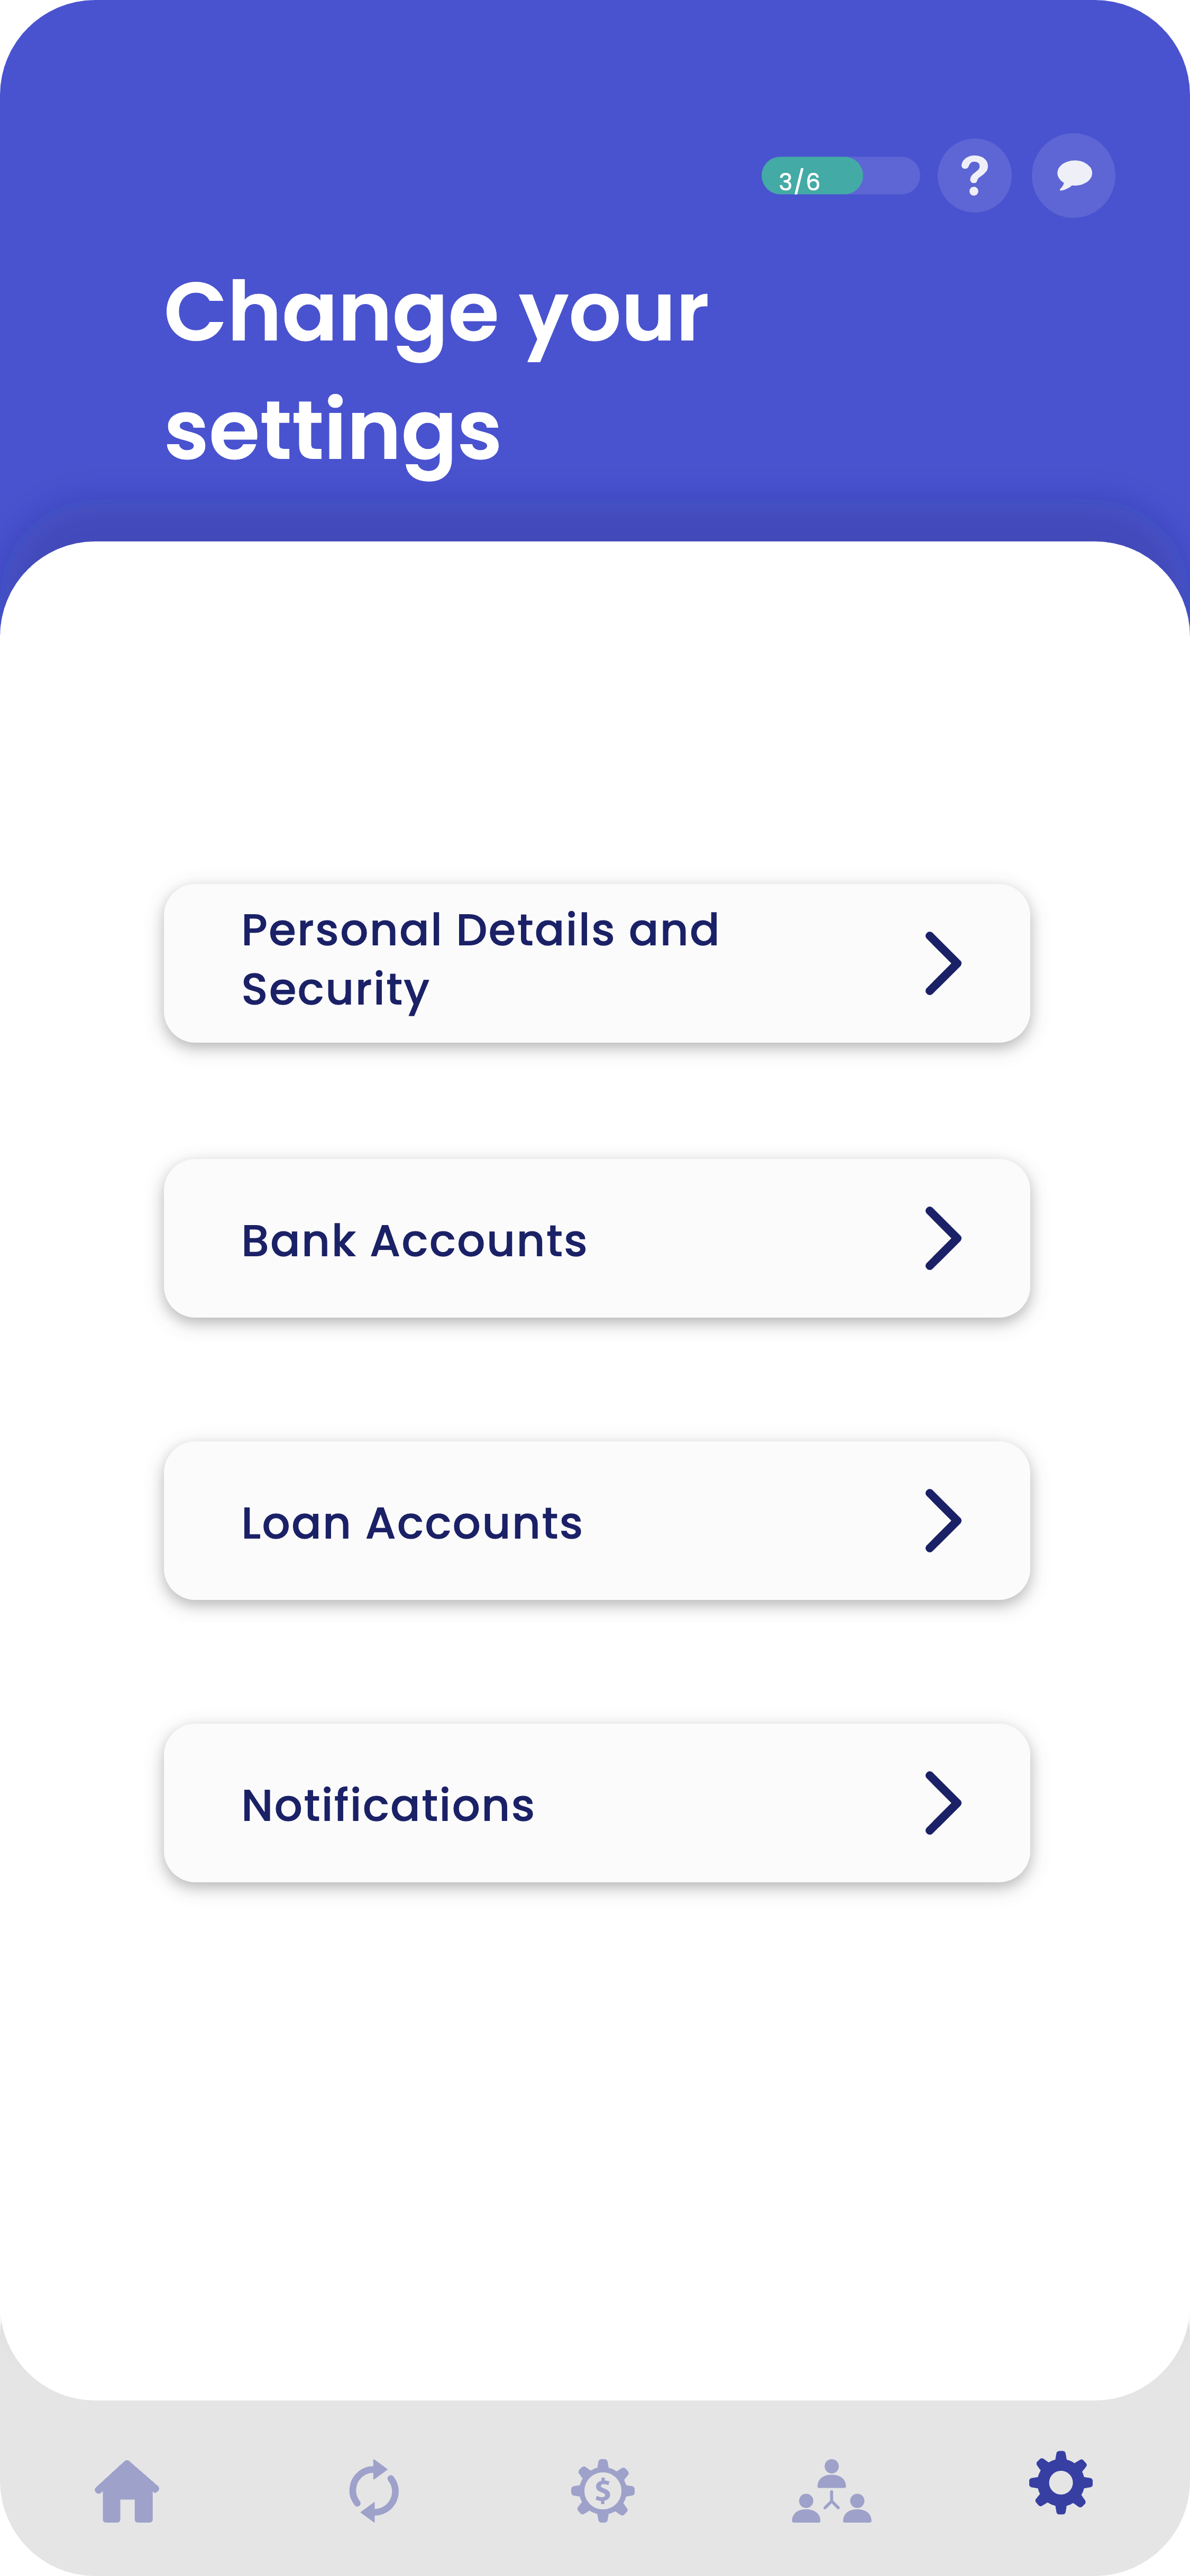 3/6
?
Change your
settings
Personal Details and
Security
Bank Accounts
Loan Accounts
Notifications
$